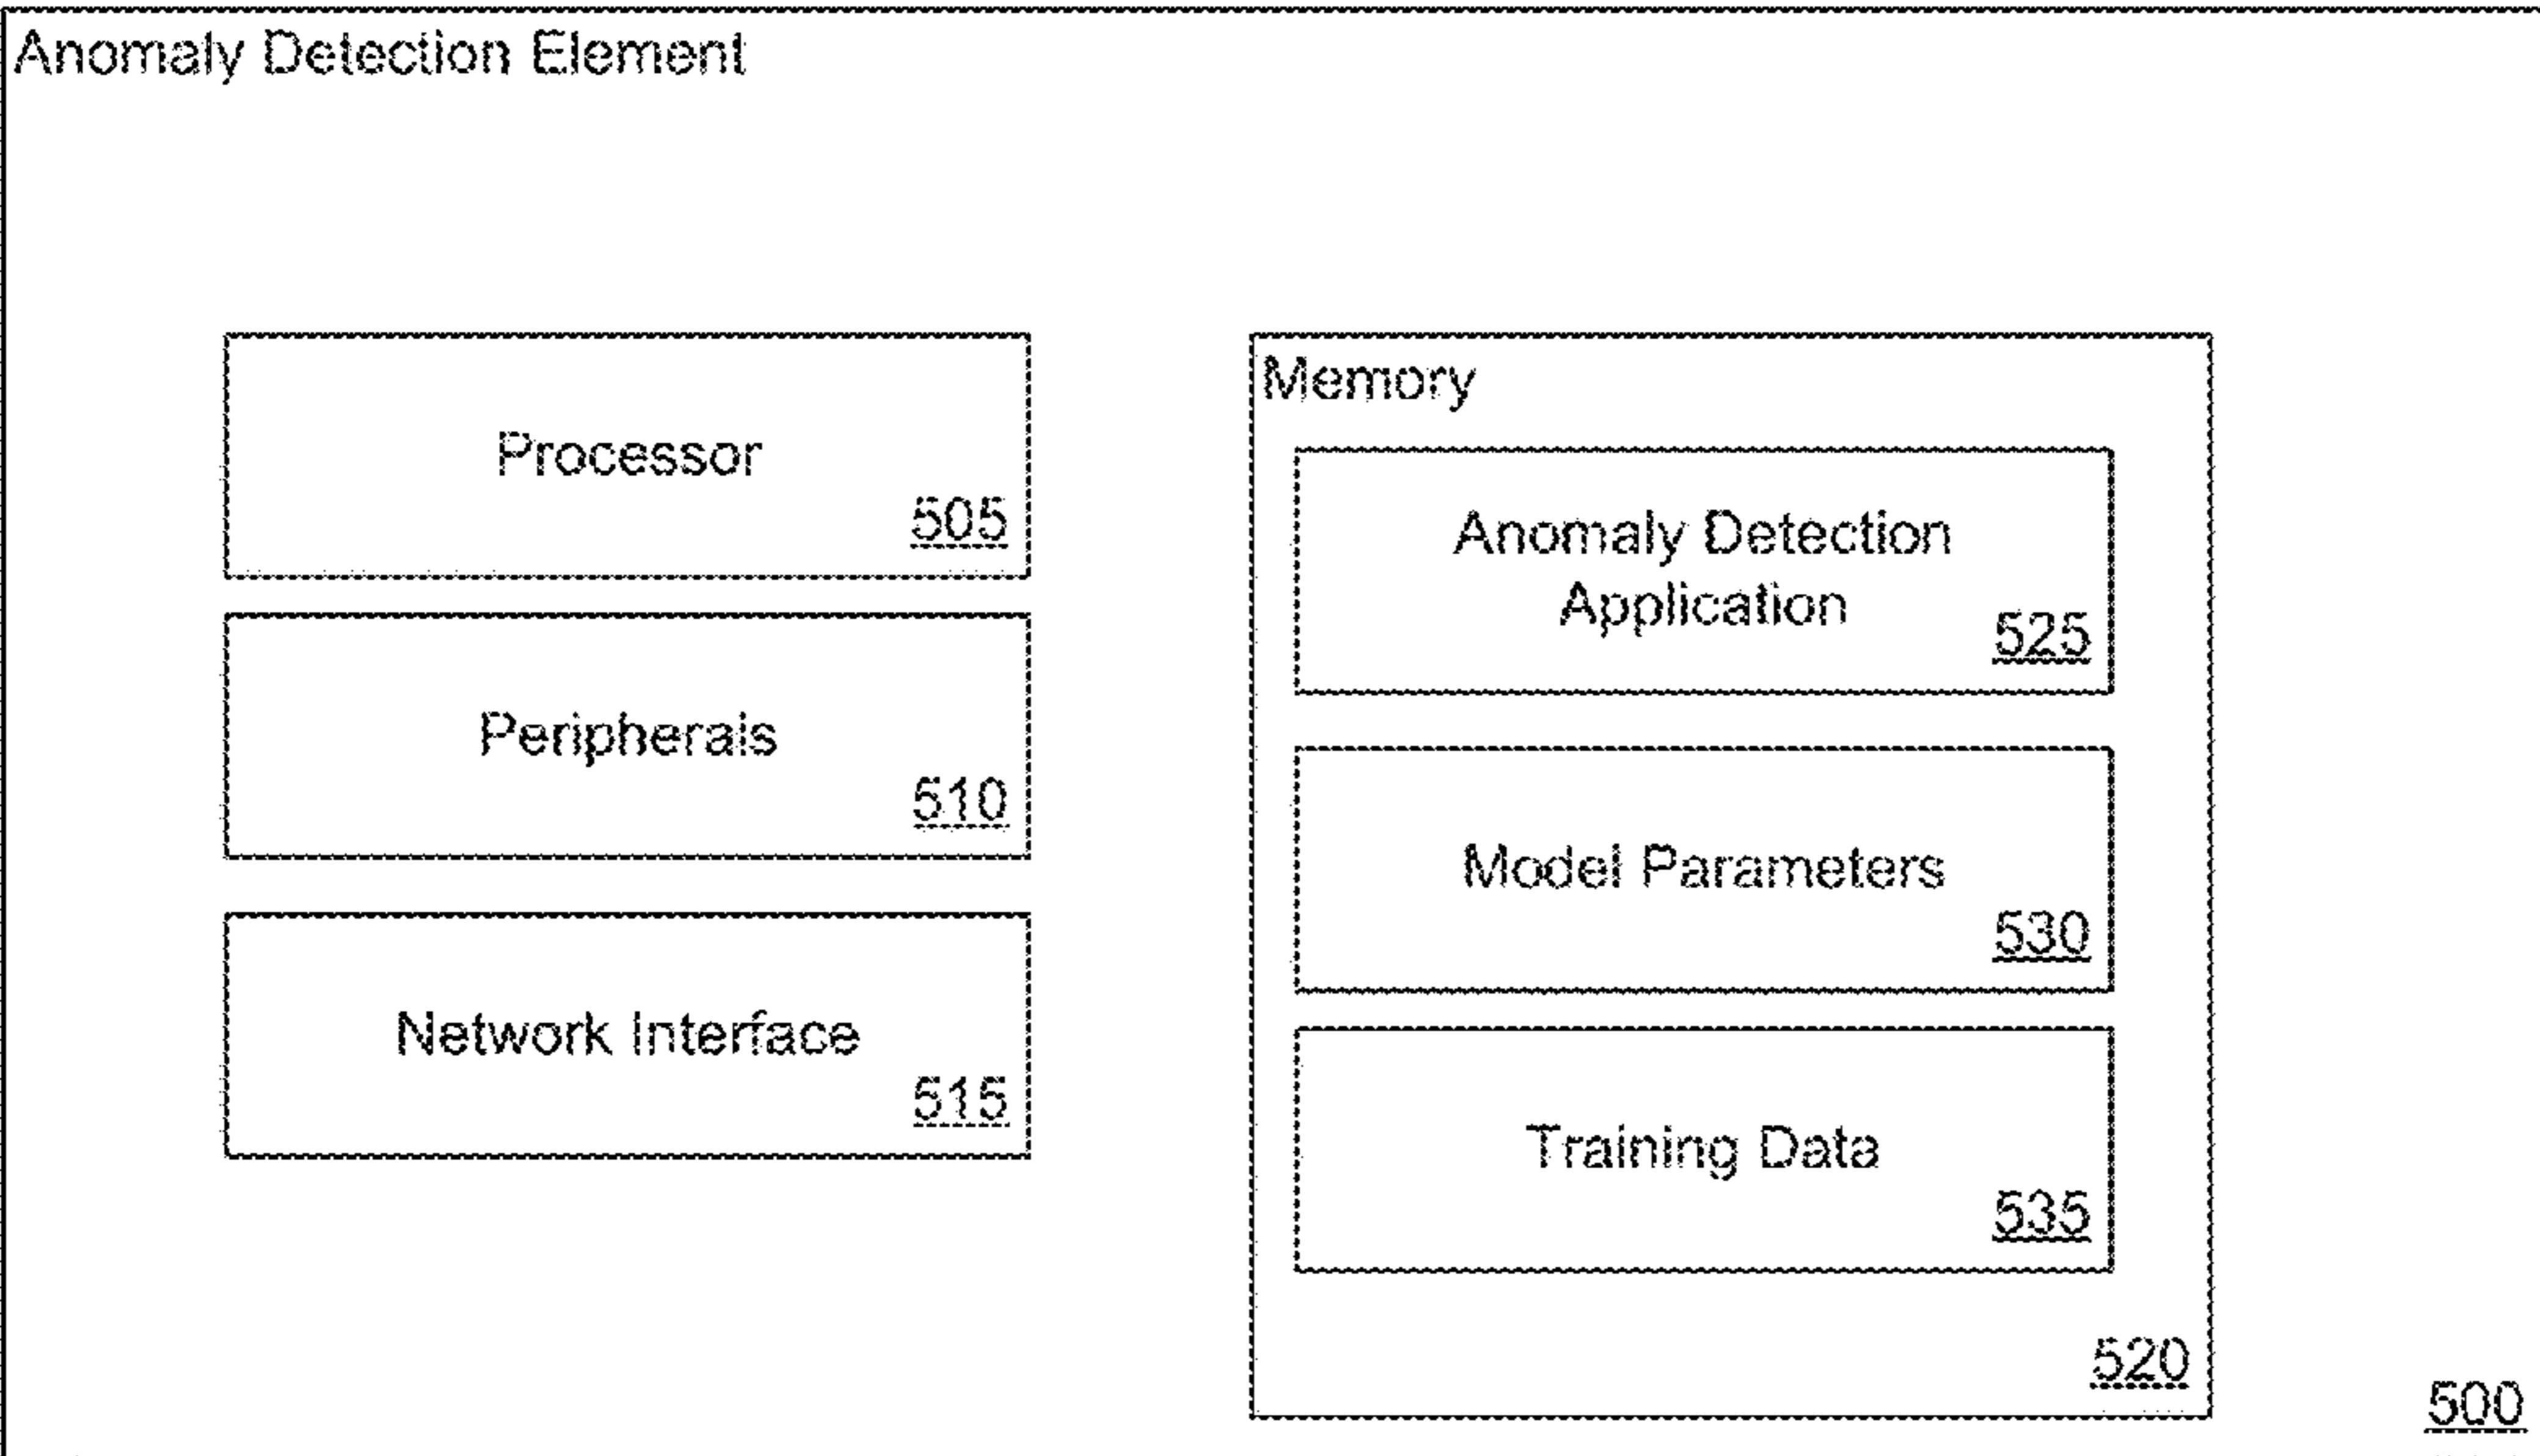 Anomaly Detection Element
Processor
505
Peripherals
510
Network Interface
515
Memory
Anomaly Detection
Application
525
Model Parameters
530
Training Data
535
520
500